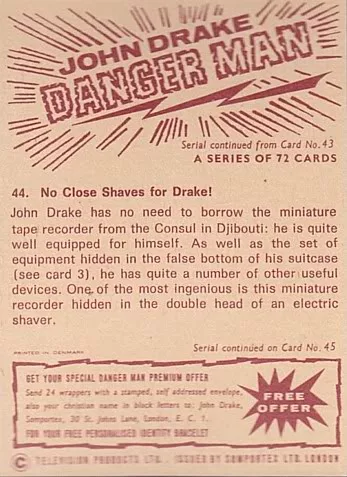 JOHN DRAKE
DANGER MAN
Serial continued from Card No. 43
A SERIES OF 72 CARDS
44. No Close Shaves for Drake!
John Drake has no need to borrow the miniature
tape recorder from the Consul in Djibouti: he is quite
well equipped for himself. As well as the set of
equipment hidden in the false bottom of his suitcase
(see card 3), he has quite a number of other useful
devices. One of the most ingenious is this miniature
recorder hidden in the double head of an electric
shaver.
PRINTED IN DENMARK
Serial continued on Card No. 45
GET YOUR SPECIAL DANGER MAN PREMIUM OFFER
Send 24 wrappers with a stamped, self addressed envelope,
also your christian name in block letters to: John Drake,
Somportex, 30 St. Johns Lane, London, E. C. 1.
FOR YOUR FREE PERSONALISED IDENTITY BRACELET
FREE
OFFER
© TELEVISION PRODUCTS LTD., ISSUED BY SOMPORTEX LTD. LONDON